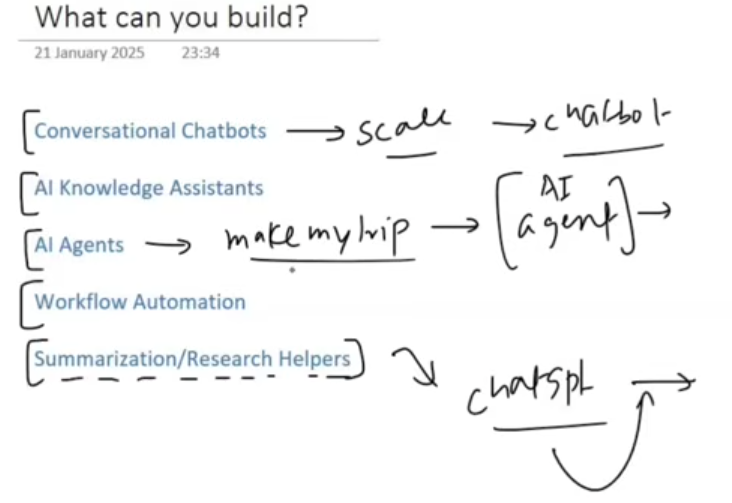 What can you build?
21 January 2025 23:34
Conversational Chatbots → scale → chatbot
AI Knowledge Assistants
AI Agents → makemytrip → [AI agent] →
Workflow Automation
Summarization/Research Helpers
chatgpt →